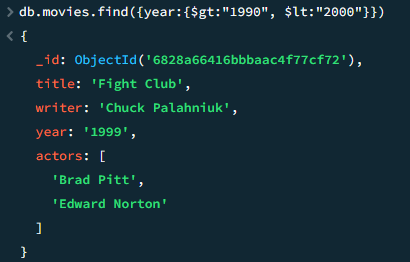 > db.movies.find({year:{$gt:"1990", $lt:"2000"}})
< {
_id: ObjectId('6828a66416bbbaac4f77cf72'),
title: 'Fight Club',
writer: 'Chuck Palahniuk',
year: '1999',
actors: [
'Brad Pitt',
'Edward Norton'
]
}